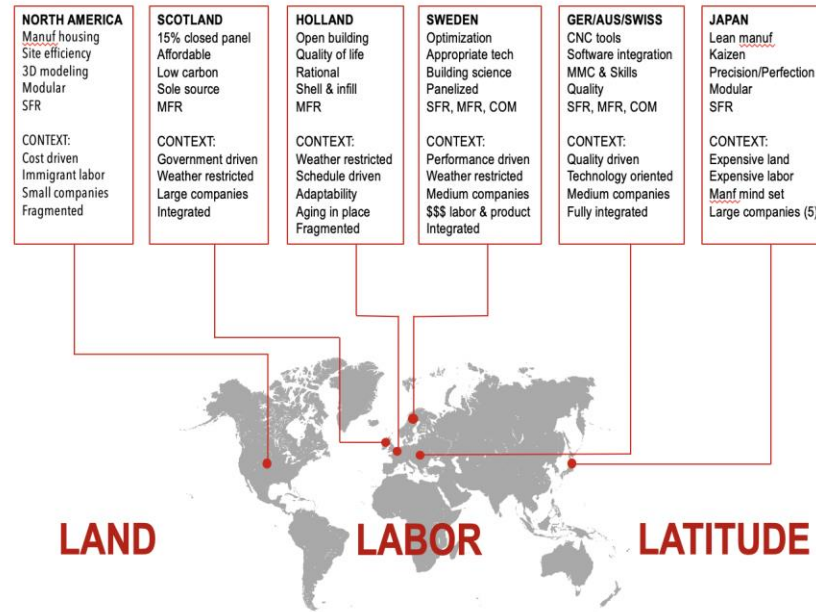 NORTH AMERICA
Manuf housing
Site efficiency
3D modeling
Modular
SFR
CONTEXT:
Cost driven
Immigrant labor
Small companies
Fragmented
SCOTLAND
15% closed panel
Affordable
Low carbon
Sole source
MFR
CONTEXT:
Government driven
Weather restricted
Large companies
Integrated
HOLLAND
Open building
Quality of life
Rational
Shell & infill
MFR
CONTEXT:
Weather restricted
Schedule driven
Adaptability
Aging in place
Fragmented
SWEDEN
Optimization
Appropriate tech
Building science
Panelized
SFR, MFR, COM
CONTEXT:
Performance driven
Weather restricted
Medium companies
$$$ labor & product
Integrated
GER/AUS/SWISS
CNC tools
Software integration
MMC & Skills
Quality
SFR, MFR, COM
CONTEXT:
Quality driven
Technology oriented
Medium companies
Fully integrated
JAPAN
Lean manuf
Kaizen
Precision/Perfection
Modular
SFR
CONTEXT:
Expensive land
Expensive labor
Manf mind set
Large companies (5)
LAND
LABOR
LATITUDE